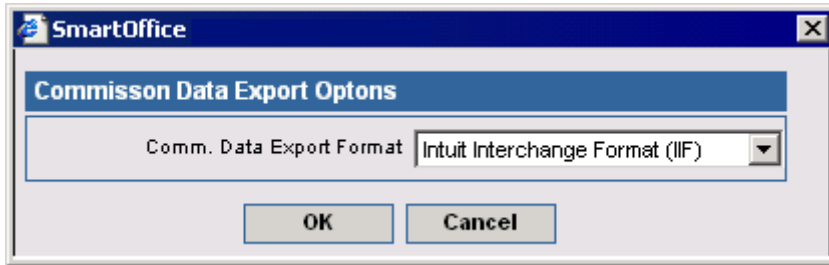 SmartOffice
Commisson Data Export Optons
Comm. Data Export Format Intuit Interchange Format (IIF)
OK Cancel